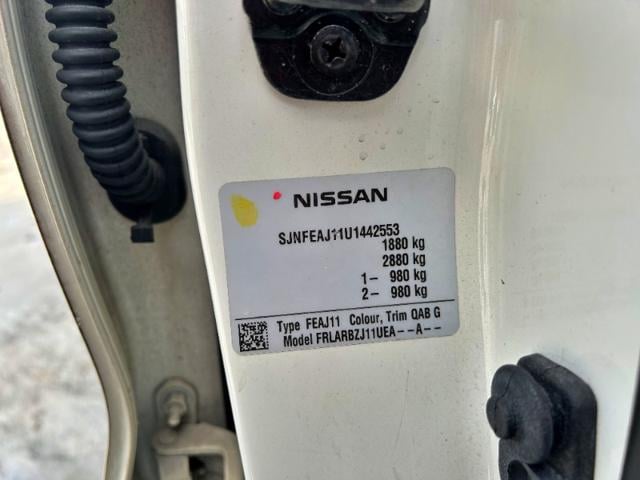 NISSAN
SJNFEAJ11U1442553
1880 kg
2880 kg
1- 980 kg
2- 980 kg
Type FEAJ11 Colour, Trim QAB G
Model FRLARBZJ11UEA--A--